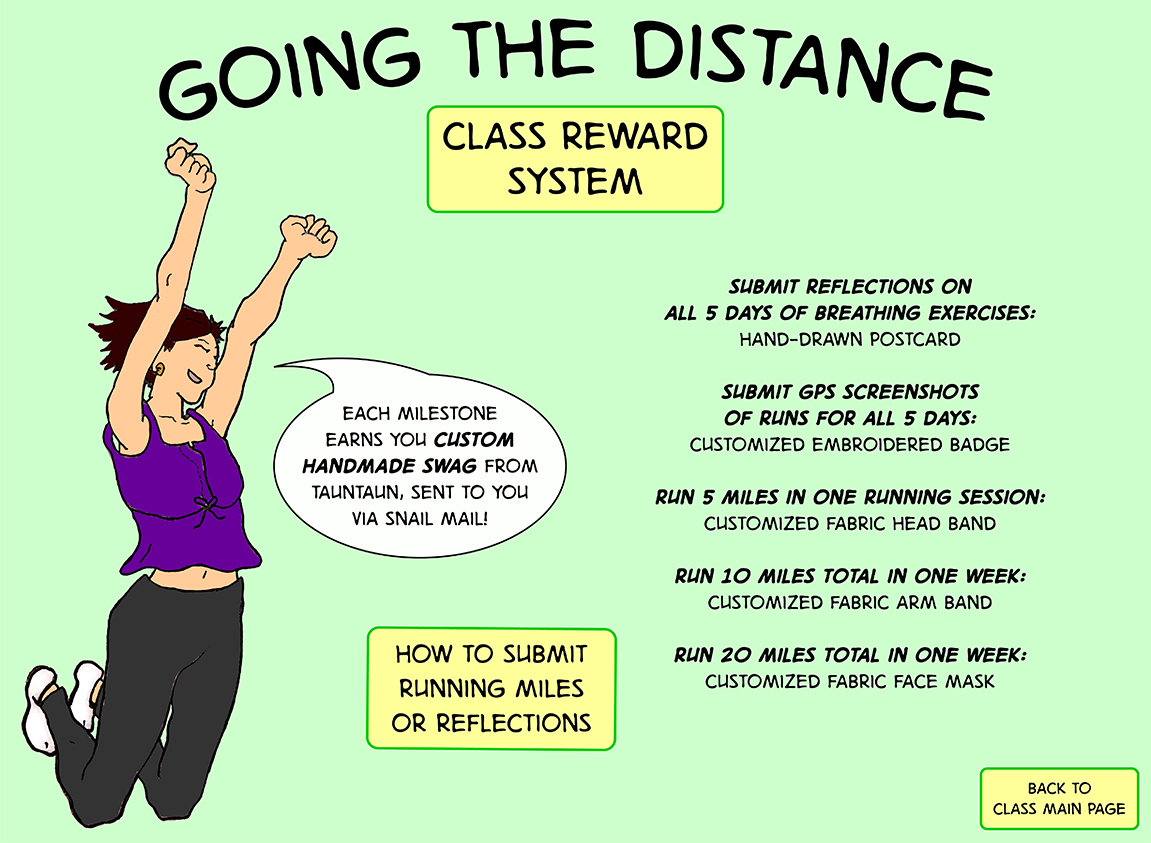 GOING THE DISTANCE
CLASS REWARD
SYSTEM
SUBMIT REFLECTIONS ON
ALL 5 DAYS OF BREATHING EXERCISES:
HAND-DRAWN POSTCARD
SUBMIT GPS SCREENSHOTS
OF RUNS FOR ALL 5 DAYS:
CUSTOMIZED EMBROIDERED BADGE
RUN 5 MILES IN ONE RUNNING SESSION:
CUSTOMIZED FABRIC HEAD BAND
RUN 10 MILES TOTAL IN ONE WEEK:
CUSTOMIZED FABRIC ARM BAND
RUN 20 MILES TOTAL IN ONE WEEK:
CUSTOMIZED FABRIC FACE MASK
EACH MILESTONE
EARNS YOU CUSTOM
HANDMADE SWAG FROM
TAUNTAUN, SENT TO YOU
VIA SNAIL MAIL!
HOW TO SUBMIT
RUNNING MILES
OR REFLECTIONS
BACK TO
CLASS MAIN PAGE